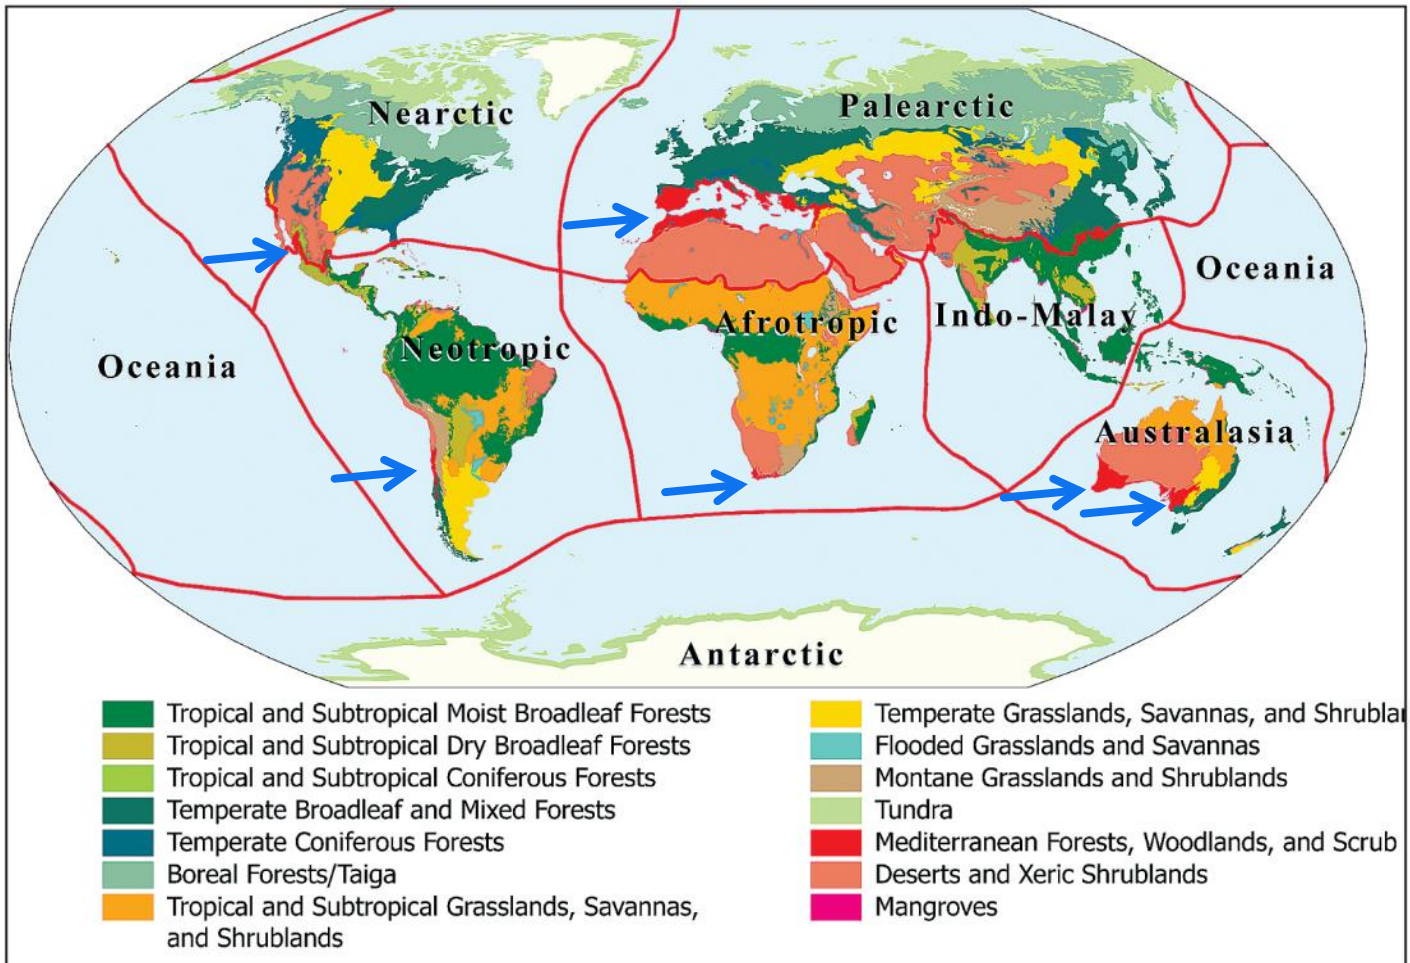 Nearctic
Palearctic
Oceania
Afrotropic
Indo-Malay
Neotropic
Oceania
Australasia
Antarctic
Tropical and Subtropical Moist Broadleaf Forests
Tropical and Subtropical Dry Broadleaf Forests
Tropical and Subtropical Coniferous Forests
Temperate Broadleaf and Mixed Forests
Temperate Coniferous Forests
Boreal Forests/Taiga
Tropical and Subtropical Grasslands, Savannas,
and Shrublands
Temperate Grasslands, Savannas, and Shrublan
Flooded Grasslands and Savannas
Montane Grasslands and Shrublands
Tundra
Mediterranean Forests, Woodlands, and Scrub
Deserts and Xeric Shrublands
Mangroves